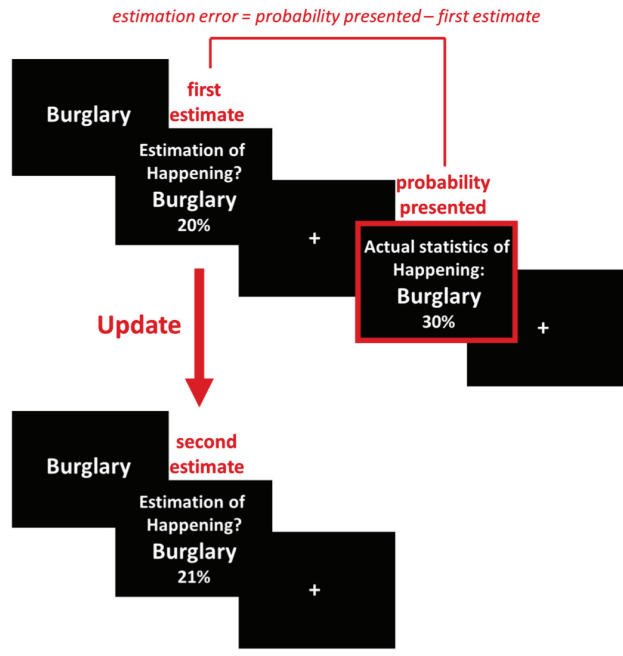 estimation error = probability presented – first estimate
Burglary
first
estimate
Estimation of
Happening?
Burglary
20%
+
probability
presented
Actual statistics of
Happening:
Burglary
30%
+
Update
Burglary
second
estimate
Estimation of
Happening?
Burglary
21%
+